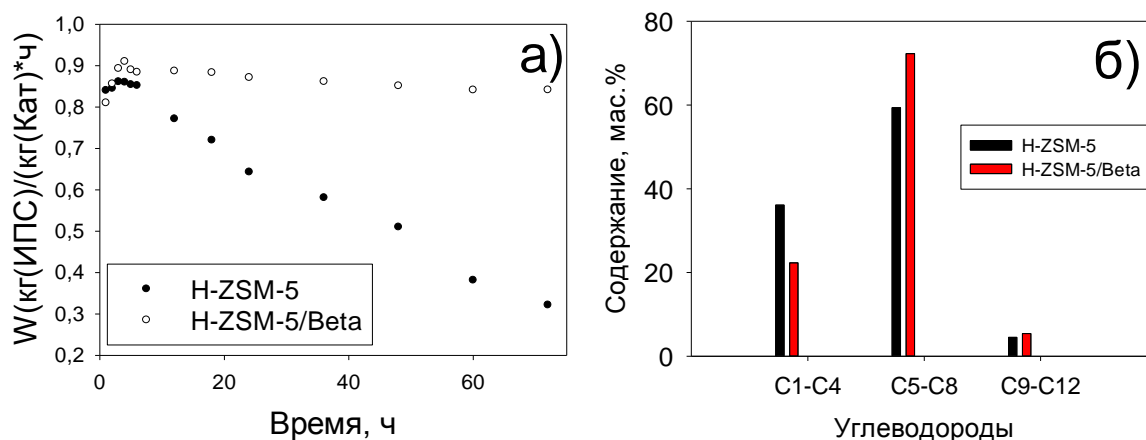 а)
W(кг(ИПС)/(кг(Кат)*ч)
1,0
0,9
0,8
0,7
0,6
0,5
0,4
0,3
0,2
H-ZSM-5
H-ZSM-5/Beta
0 20 40 60
Время, ч
б)
Содержание, мас.%
80
60
40
20
0
H-ZSM-5
H-ZSM-5/Beta
C1-C4 C5-C8 C9-C12
Углеводороды